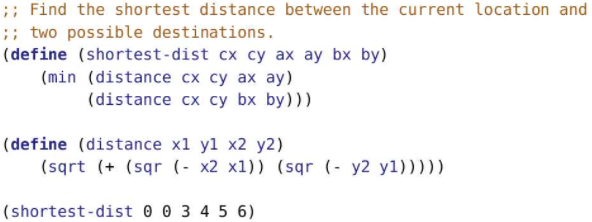 ;; Find the shortest distance between the current location and
;; two possible destinations.
(define (shortest-dist cx cy ax ay bx by)
    (min (distance cx cy ax ay)
         (distance cx cy bx by)))

(define (distance x1 y1 x2 y2)
    (sqrt (+ (sqr (- x2 x1)) (sqr (- y2 y1)))))

(shortest-dist 0 0 3 4 5 6)